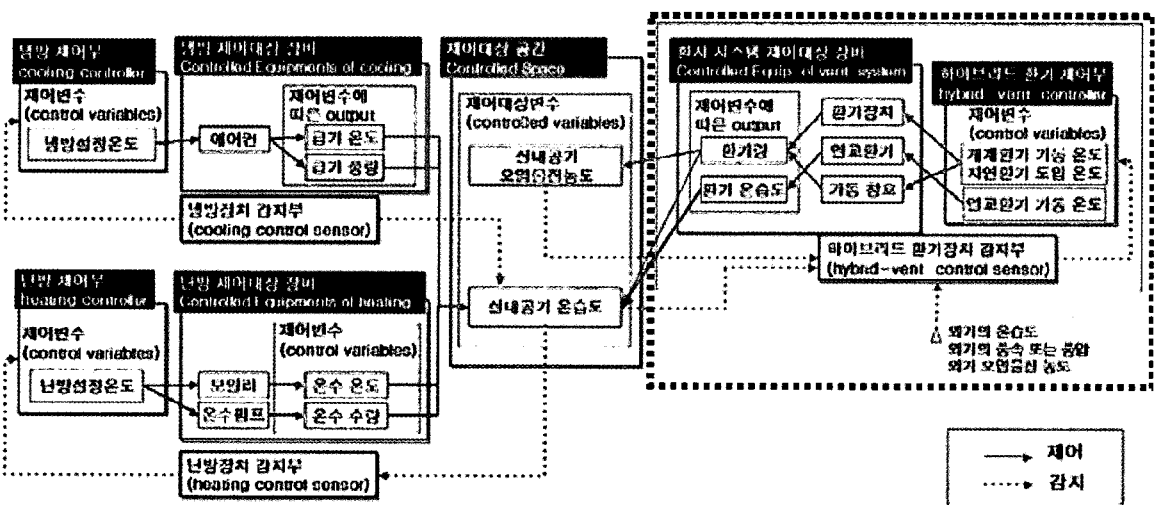 냉방 제어부
cooling controller
제어변수
(control variables)
냉방설정온도
냉방 제어대상 장비
Controlled Equipments of cooling
에어컨
제어변수에
따른 output
급기 온도
급기 풍량
냉방장치 감지부
(cooling control sensor)
난방 제어부
heating controller
제어변수
(control variables)
난방설정온도
난방 제어대상 장비
Controlled Equipments of heating
보일러
온수펌프
제어변수
(control variables)
온수 온도
온수 수량
난방장치 감지부
(heating control sensor)
제어대상 공간
Controlled Space
제어대상변수
(controlled variables)
실내공기
오염물질농도
실내공기 온습도
환기 시스템 제어대상 장비
Controlled Equip. of vent system
제어변수에
따른 output
환기량
환기 온습도
환기장치
열교환기
가동 창호
하이브리드 환기 제어부
hybrid-vent controller
제어변수
(control variables)
기계환기 가동 온도
자연환기 도입 온도
열교환기 가동 온도
하이브리드 환기장치 감지부
(hybrid-vent control sensor)
외기의 온습도
외기의 풍속 또는 풍압
외기 오염물질 농도
제어
감지